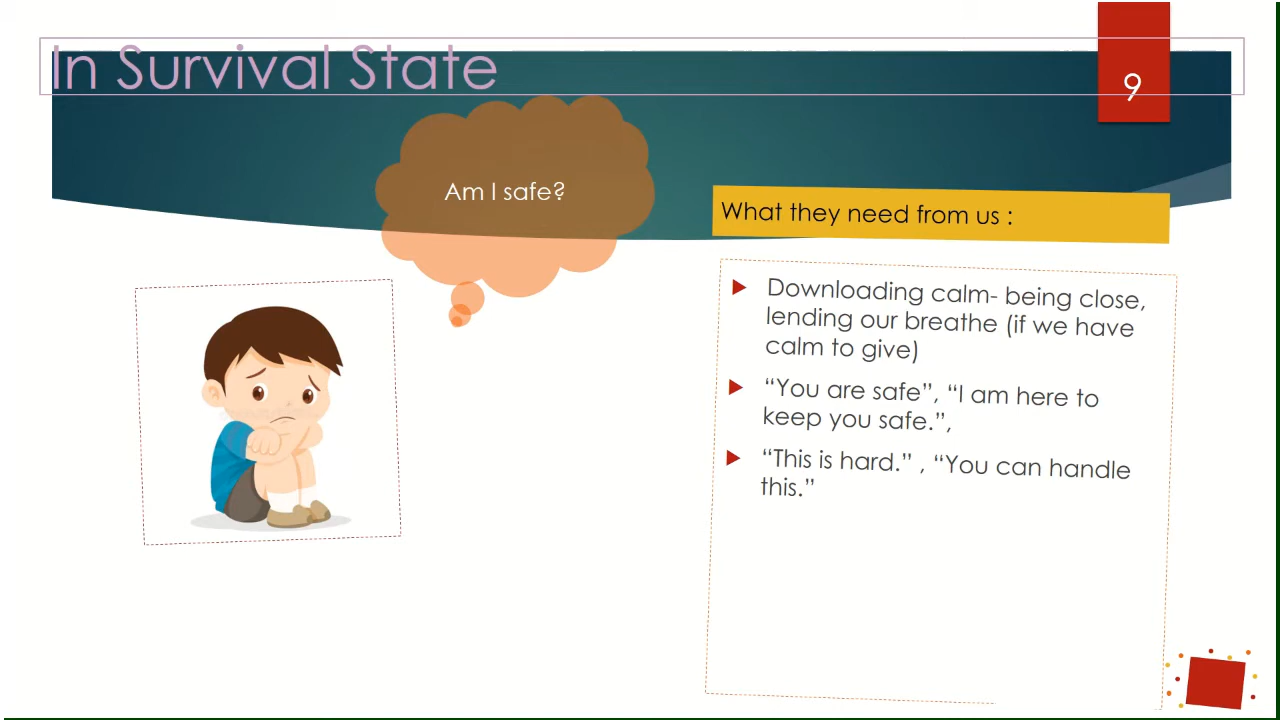 In Survival State
9
Am I safe?
What they need from us :
Downloading calm- being close,
lending our breathe (if we have
calm to give)
“You are safe”, “I am here to
keep you safe.”,
“This is hard.” , “You can handle
this.”